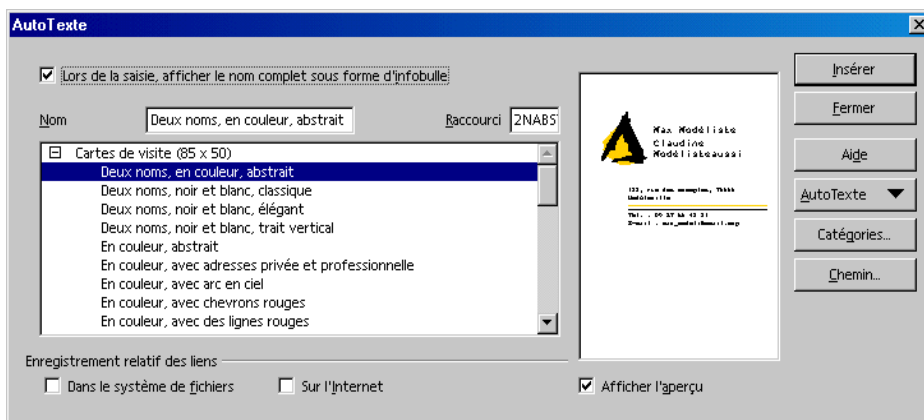 AutoTexte
Lors de la saisie, afficher le nom complet sous forme d'infobulle
Insérer
Nom
Deux noms, en couleur, abstrait
Raccourci
2NABS
Fermer
Cartes de visite (85 x 50)
Deux noms, en couleur, abstrait
Deux noms, noir et blanc, classique
Deux noms, noir et blanc, élégant
Deux noms, noir et blanc, trait vertical
En couleur, abstrait
En couleur, avec adresses privée et professionnelle
En couleur, avec arc en ciel
En couleur, avec chevrons rouges
En couleur, avec des lignes rouges
Max Modéliste
Claudine
Modélisteaussi
Aide
AutoTexte
Catégories...
Chemin...
Enregistrement relatif des liens
Dans le système de fichiers
Sur l'Internet
Afficher l'aperçu